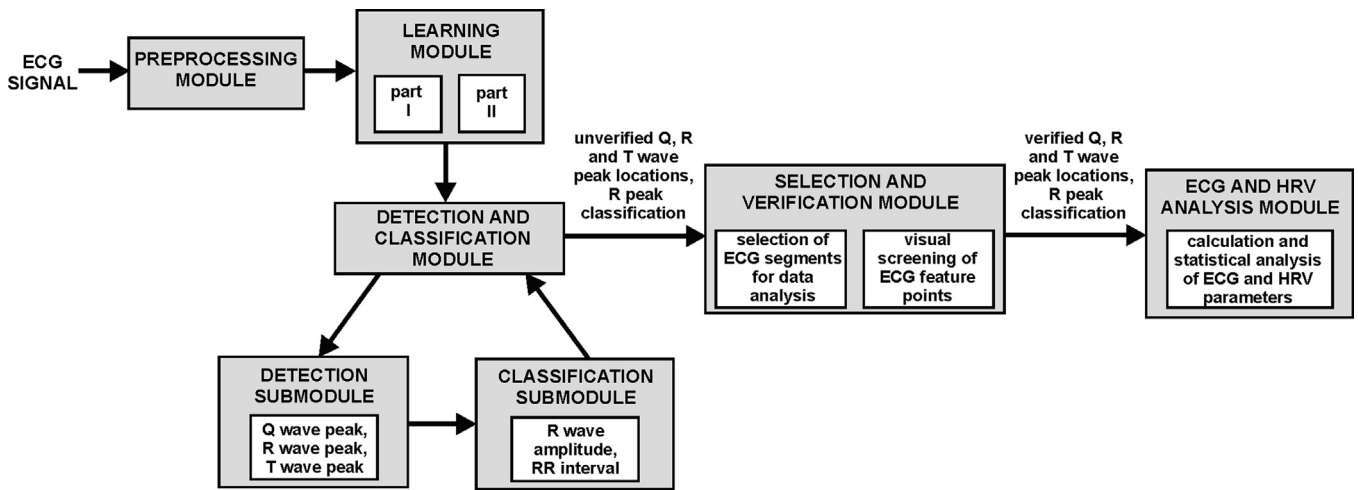 ECG
SIGNAL
PREPROCESSING
MODULE
LEARNING
MODULE
part
I
part
II
DETECTION AND
CLASSIFICATION
MODULE
unverified Q, R
and T wave
peak locations,
R peak
classification
SELECTION AND
VERIFICATION MODULE
selection of
ECG segments
for data
analysis
visual
screening of
ECG feature
points
verified Q, R
and T wave
peak locations,
R peak
classification
ECG AND HRV
ANALYSIS MODULE
calculation and
statistical analysis
of ECG and HRV
parameters
DETECTION
SUBMODULE
Q wave peak,
R wave peak,
T wave peak
CLASSIFICATION
SUBMODULE
R wave
amplitude,
RR interval